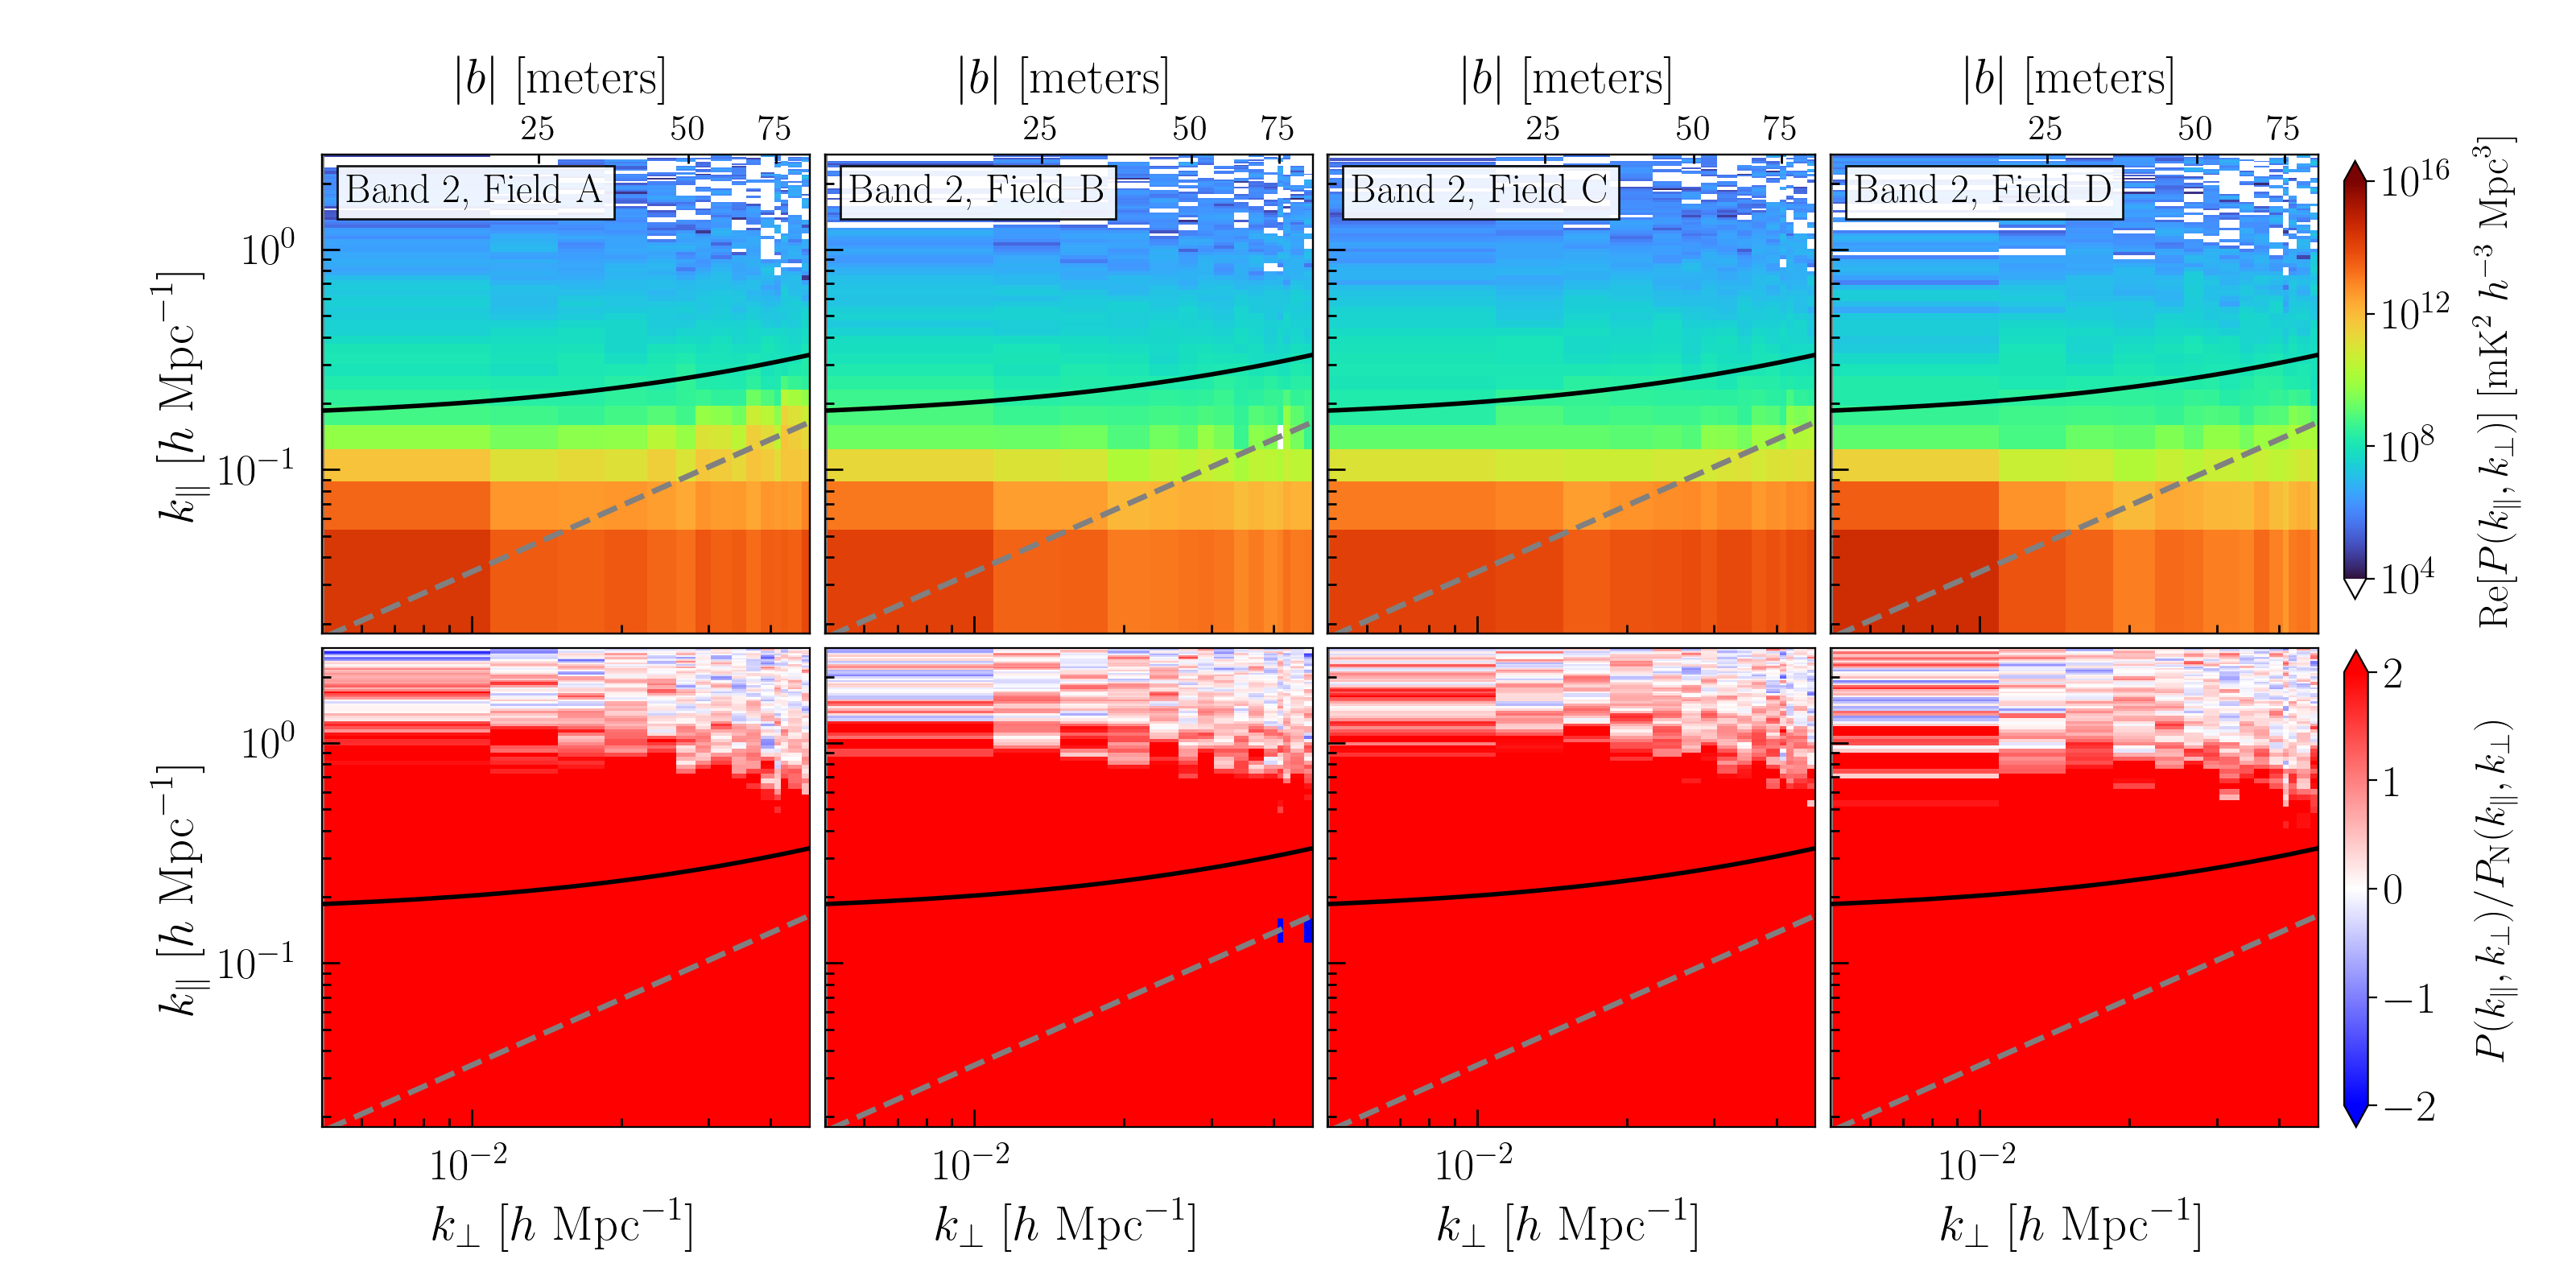 |b| [meters] |b| [meters] |b| [meters] |b| [meters]
25 50 75 25 50 75 25 50 75 25 50 75
Band 2, Field A Band 2, Field B Band 2, Field C Band 2, Field D
10^0
10^{-1}
k_∥ [h Mpc^{-1}]
10^{16}
10^{12}
10^8
10^4
Re[P(k_∥, k_⊥)] [mK^2 h^{-3} Mpc^3]
10^0
10^{-1}
k_∥ [h Mpc^{-1}]
2
1
0
−1
−2
P(k_∥, k_⊥)/P_N(k_∥, k_⊥)
10^{-2} 10^{-2} 10^{-2} 10^{-2}
k_⊥ [h Mpc^{-1}] k_⊥ [h Mpc^{-1}] k_⊥ [h Mpc^{-1}] k_⊥ [h Mpc^{-1}]